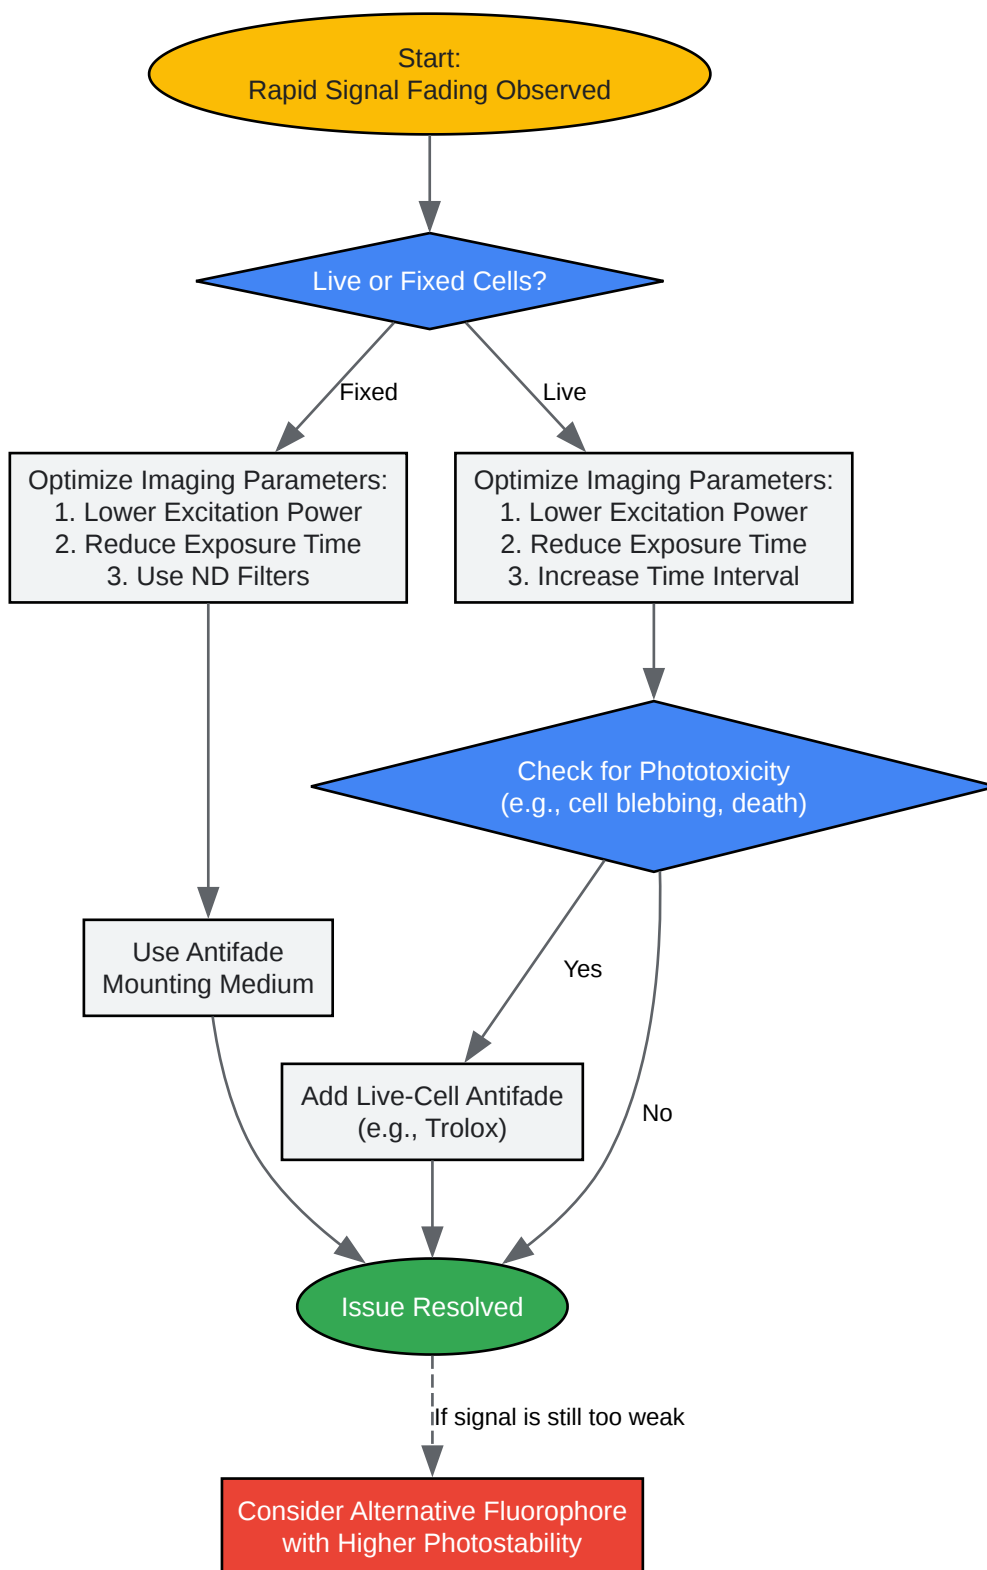 Start:
Rapid Signal Fading Observed
Live or Fixed Cells?
Fixed
Live
Optimize Imaging Parameters:
1. Lower Excitation Power
2. Reduce Exposure Time
3. Use ND Filters
Optimize Imaging Parameters:
1. Lower Excitation Power
2. Reduce Exposure Time
3. Increase Time Interval
Check for Phototoxicity
(e.g., cell blebbing, death)
Use Antifade
Mounting Medium
Yes
Add Live-Cell Antifade
(e.g., Trolox)
No
Issue Resolved
If signal is still too weak
Consider Alternative Fluorophore
with Higher Photostability